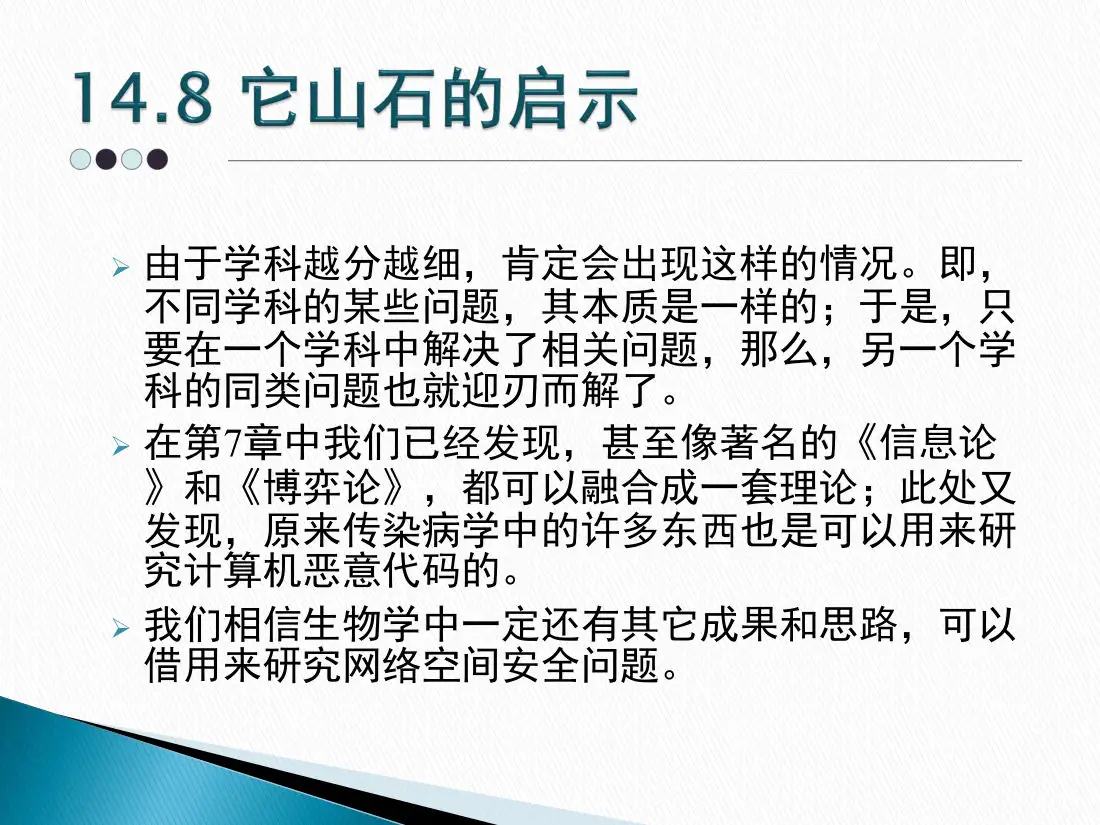 14.8 它山石的启示
由于学科越分越细，肯定会出现这样的情况。即，
不同学科的某些问题，其本质是一样的；于是，只
要在一个学科中解决了相关问题，那么，另一个学
科的同类问题也就迎刃而解了。
在第7章中我们已经发现，甚至像著名的《信息论
》和《博弈论》，都可以融合成一套理论；此处又
发现，原来传染病学中的许多东西也是可以用来研
究计算机恶意代码的。
我们相信生物学中一定还有其它成果和思路，可以
借用来研究网络空间安全问题。